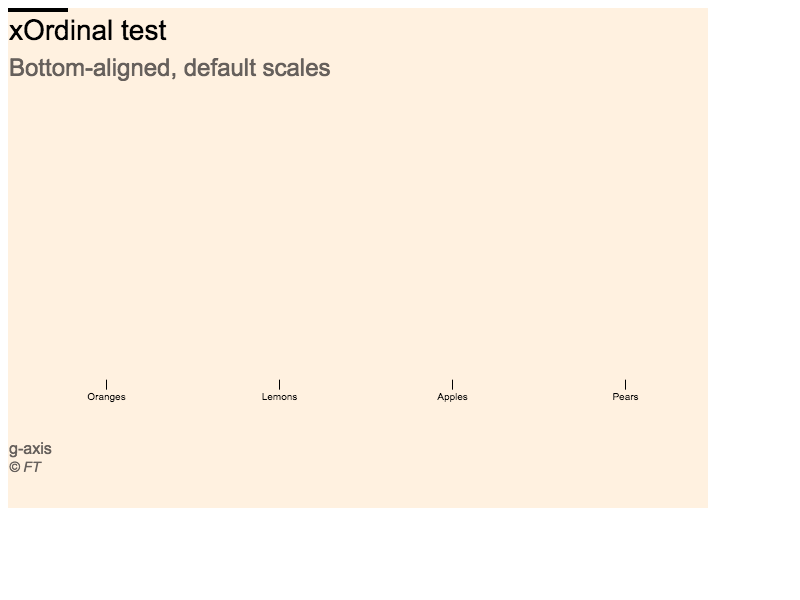 xOrdinal test
Bottom-aligned, default scales
Oranges Lemons Apples Pears
g-axis
© FT